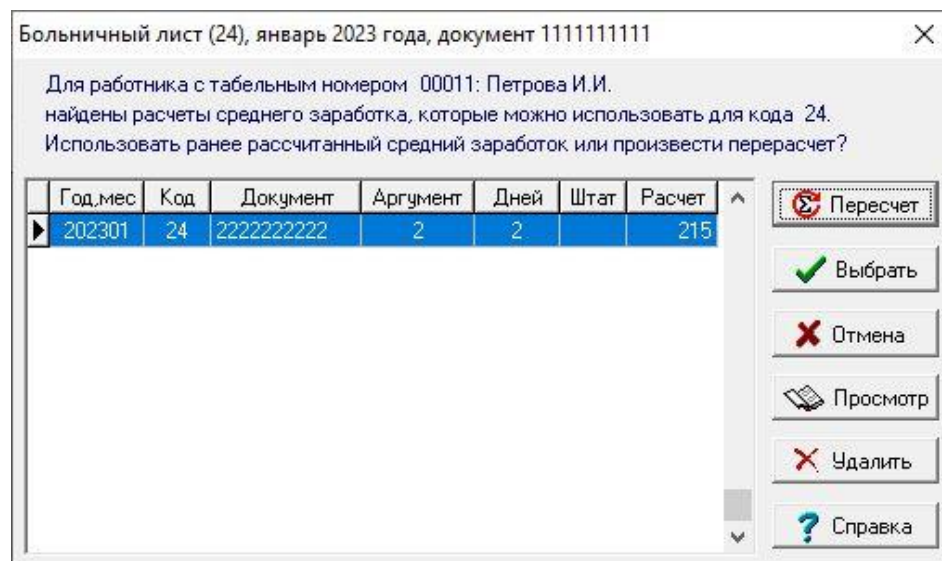 Больничный лист (24), январь 2023 года, документ 1111111111
Для работника с табельным номером 00011: Петрова И.И.
найдены расчеты среднего заработка, которые можно использовать для кода 24.
Использовать ранее рассчитанный средний заработок или произвести перерасчет?
Год,мес Код Документ Аргумент Дней Штат Расчет
202301 24 2222222222 2 2 215
Пересчет
Выбрать
Отмена
Просмотр
Удалить
Справка